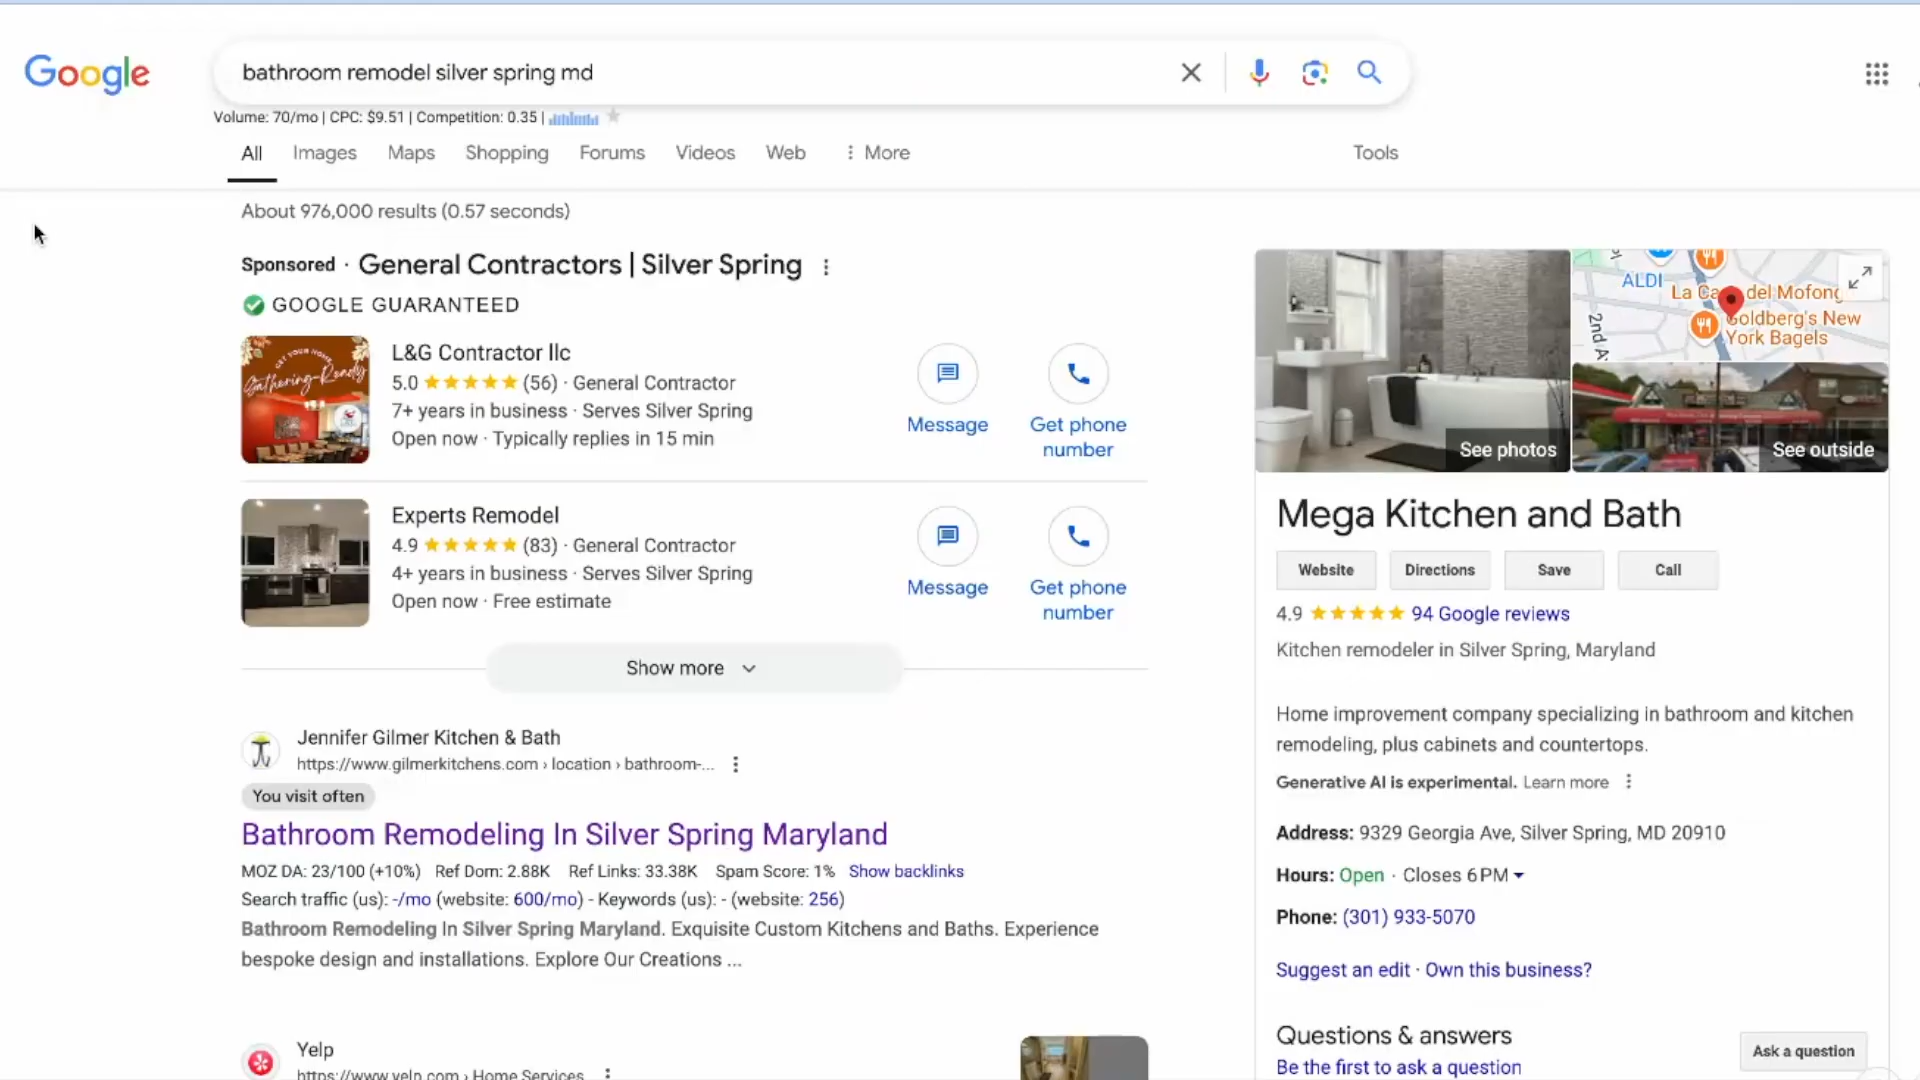 Google
bathroom remodel silver spring md
Volume: 70/mo | CPC: $9.51 | Competition: 0.35 |
All
Images
Maps
Shopping
Forums
Videos
Web
More
Tools
About 976,000 results (0.57 seconds)
Sponsored · General Contractors | Silver Spring
GOOGLE GUARANTEED
L&G Contractor llc
5.0 (56) · General Contractor
7+ years in business · Serves Silver Spring
Open now · Typically replies in 15 min
Message
Get phone
number
Gathering-Ready
Experts Remodel
4.9 (83) · General Contractor
4+ years in business · Serves Silver Spring
Open now · Free estimate
Message
Get phone
number
Show more
Jennifer Gilmer Kitchen & Bath
https://www.gilmerkitchens.com › location › bathroom-...
You visit often
Bathroom Remodeling In Silver Spring Maryland
MOZ DA: 23/100 (+10%) Ref Dom: 2.88K Ref Links: 33.38K Spam Score: 1% Show backlinks
Search traffic (us): -/mo (website: 600/mo) - Keywords (us): - (website: 256)
Bathroom Remodeling In Silver Spring Maryland. Exquisite Custom Kitchens and Baths. Experience
bespoke design and installations. Explore Our Creations ...
Yelp
https://www.yelp.com › Home Services
ALDI
La Ca del Mofong
Goldberg's New
York Bagels
2nd A
See photos
See outside
Mega Kitchen and Bath
Website
Directions
Save
Call
4.9 94 Google reviews
Kitchen remodeler in Silver Spring, Maryland
Home improvement company specializing in bathroom and kitchen
remodeling, plus cabinets and countertops.
Generative AI is experimental. Learn more
Address: 9329 Georgia Ave, Silver Spring, MD 20910
Hours: Open · Closes 6 PM
Phone: (301) 933-5070
Suggest an edit · Own this business?
Questions & answers
Be the first to ask a question
Ask a question